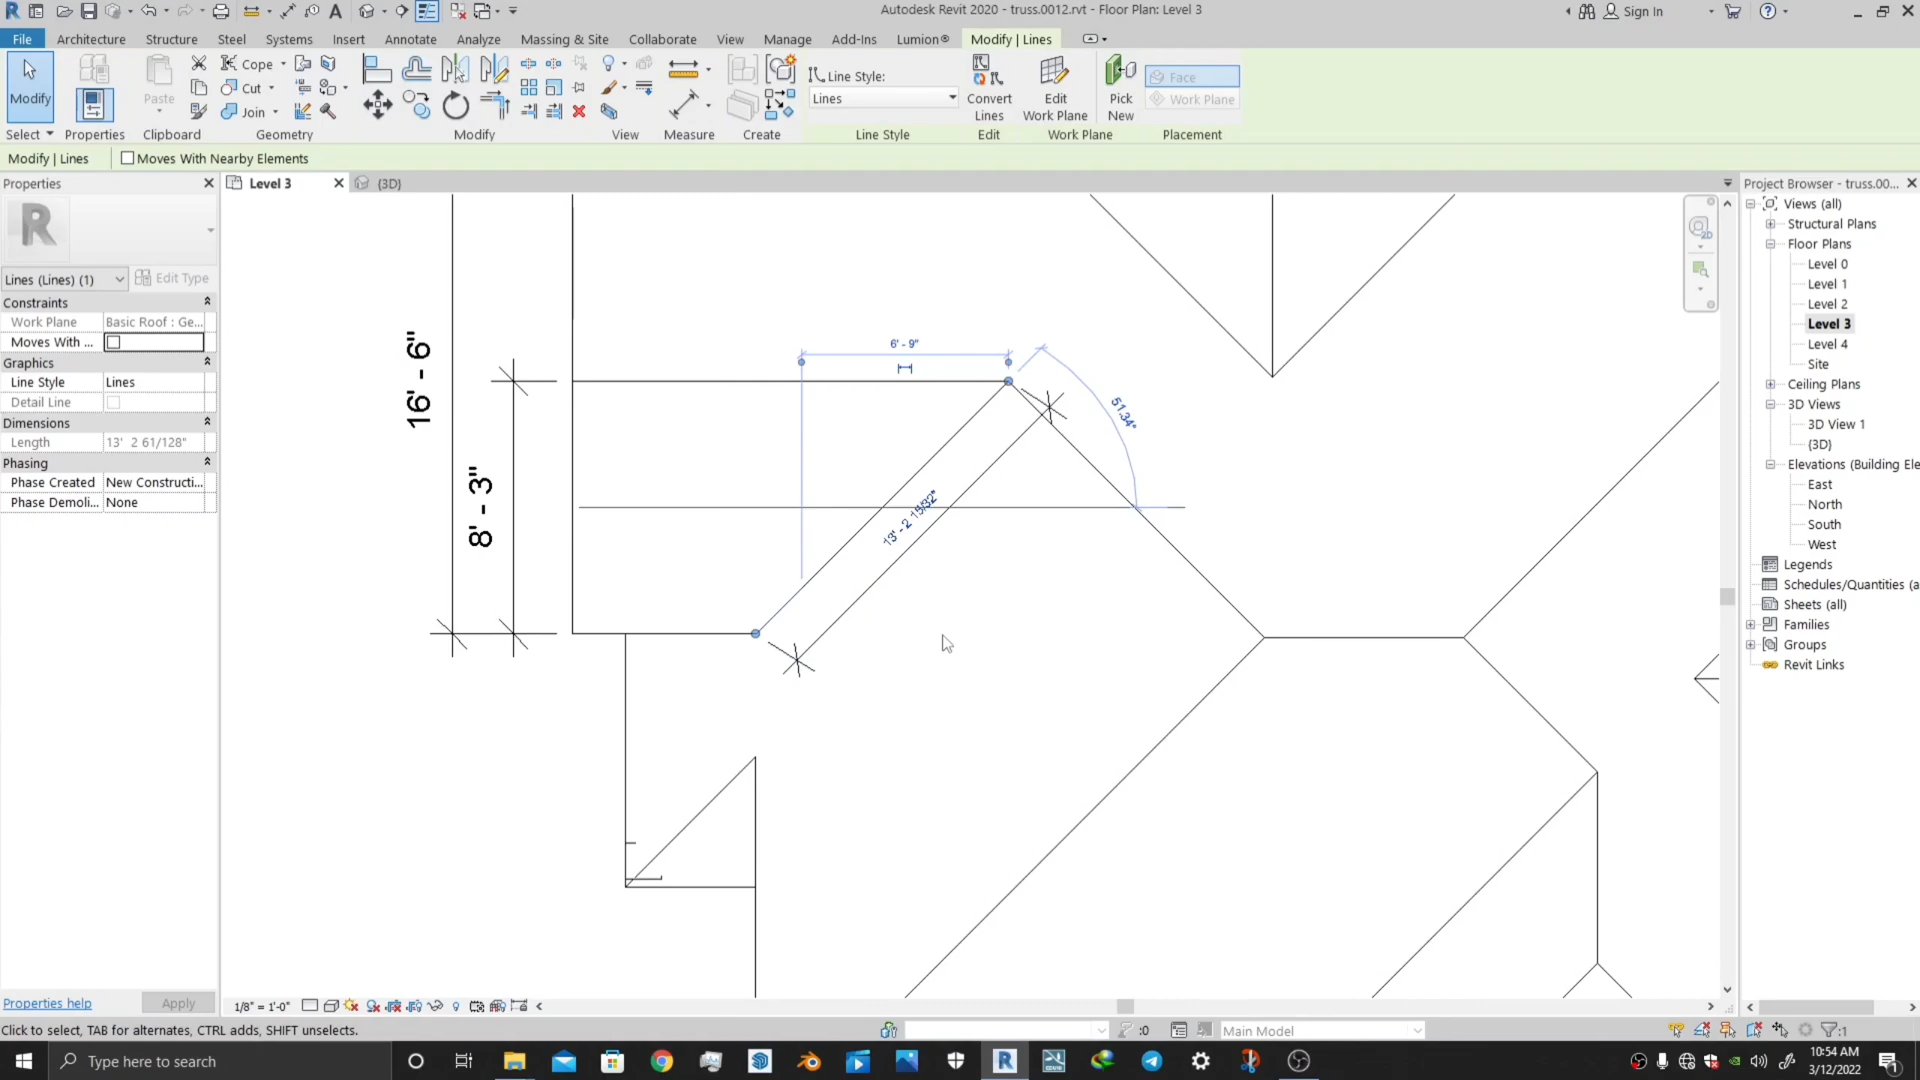 Autodesk Revit 2020 - truss.0012.rvt - Floor Plan: Level 3
Sign In
File Architecture Structure Steel Systems Insert Annotate Analyze Massing & Site Collaborate View Manage Add-Ins Lumion® Modify | Lines
Modify
Paste
Cope
Cut
Join
Line Style:
Lines
Convert Lines
Edit Work Plane
Pick New
Face
Work Plane
Select Properties Clipboard Geometry Modify View Measure Create Line Style Edit Work Plane Placement
Modify | Lines
Moves With Nearby Elements
Properties
Level 3
{3D}
Project Browser - truss.00...
Lines (Lines) (1)
Edit Type
Constraints
Work Plane Basic Roof : Ge...
Moves With ...
Graphics
Line Style Lines
Detail Line
Dimensions
Length 13' 2 61/128"
Phasing
Phase Created New Constructi...
Phase Demoli... None
Properties help
Apply
16' - 6"
8' - 3"
6' - 9"
51.34°
13' - 2 15/32"
Views (all)
Structural Plans
Floor Plans
Level 0
Level 1
Level 2
Level 3
Level 4
Site
Ceiling Plans
3D Views
3D View 1
{3D}
Elevations (Building Ele
East
North
South
West
Legends
Schedules/Quantities (a
Sheets (all)
Families
Groups
Revit Links
1/8" = 1'-0"
Click to select, TAB for alternates, CTRL adds, SHIFT unselects.
:0
Main Model
:1
Type here to search
10:54 AM
3/12/2022